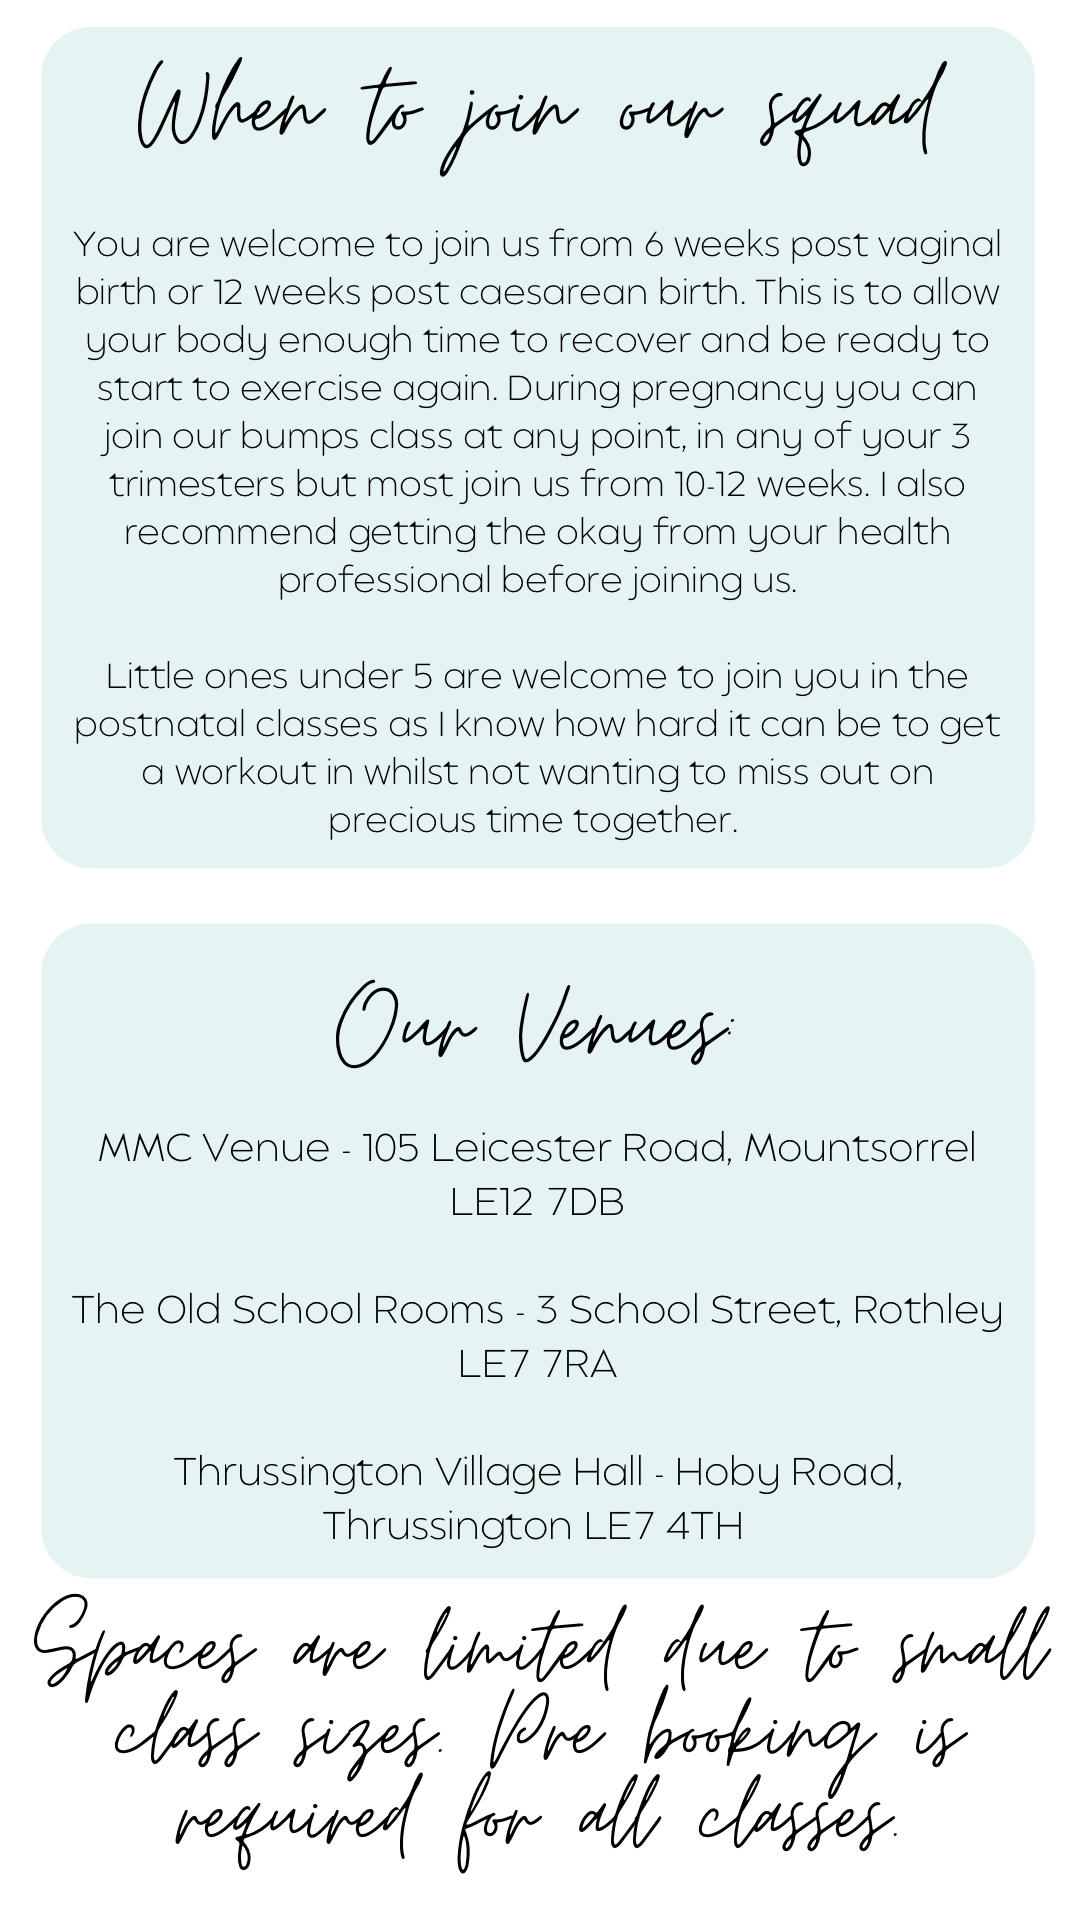 When to join our squad
You are welcome to join us from 6 weeks post vaginal
birth or 12 weeks post caesarean birth. This is to allow
your body enough time to recover and be ready to
start to exercise again. During pregnancy you can
join our bumps class at any point, in any of your 3
trimesters but most join us from 10-12 weeks. I also
recommend getting the okay from your health
professional before joining us.
Little ones under 5 are welcome to join you in the
postnatal classes as I know how hard it can be to get
a workout in whilst not wanting to miss out on
precious time together.
Our Venues:
MMC Venue - 105 Leicester Road, Mountsorrel
LE12 7DB
The Old School Rooms - 3 School Street, Rothley
LE7 7RA
Thrussington Village Hall - Hoby Road,
Thrussington LE7 4TH
Spaces are limited due to small
class sizes. Pre booking is
required for all classes.